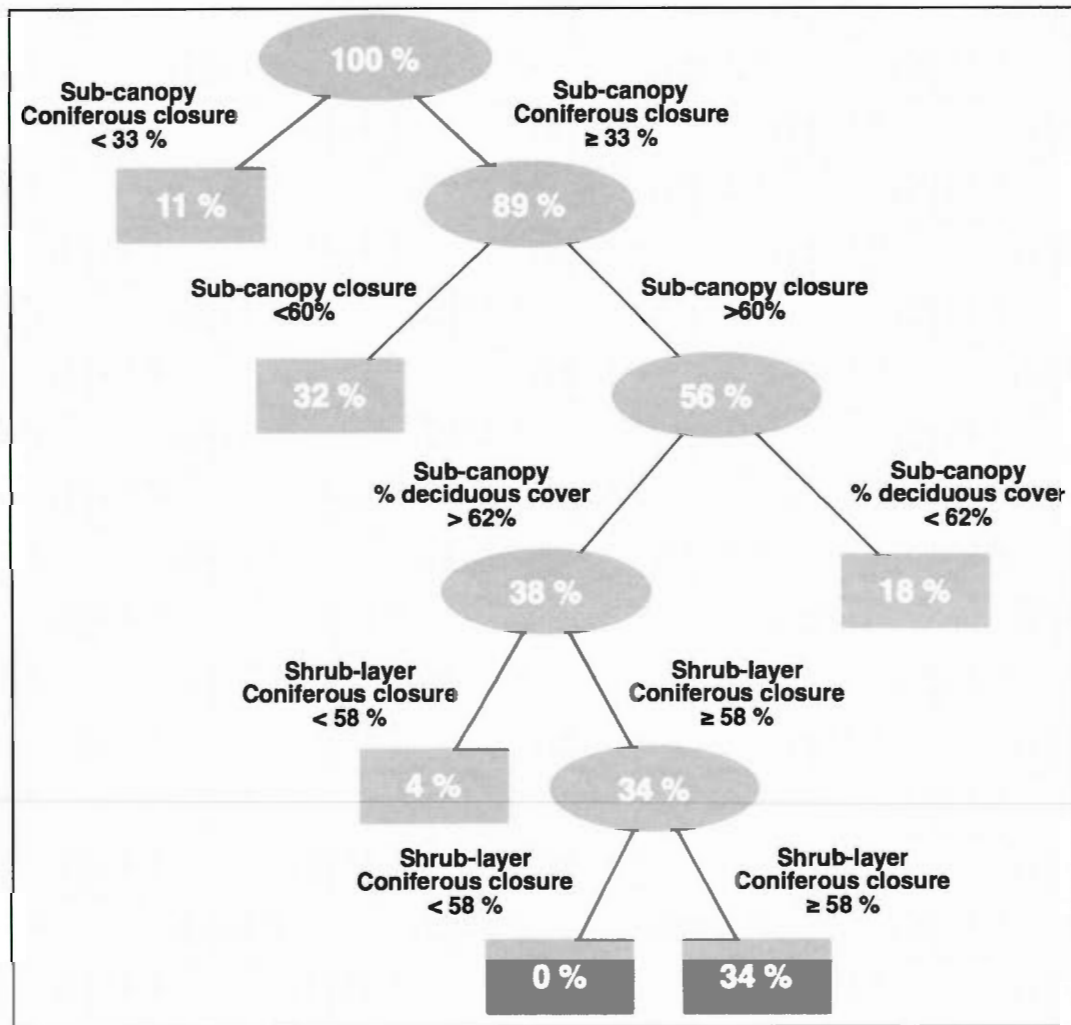 100 %
Sub-canopy
Coniferous closure
< 33 %
Sub-canopy
Coniferous closure
≥ 33 %
11 %
89 %
Sub-canopy closure
<60%
Sub-canopy closure
>60%
32 %
56 %
Sub-canopy
% deciduous cover
> 62%
Sub-canopy
% deciduous cover
< 62%
38 %
18 %
Shrub-layer
Coniferous closure
< 58 %
Shrub-layer
Coniferous closure
≥ 58 %
4 %
34 %
Shrub-layer
Coniferous closure
< 58 %
Shrub-layer
Coniferous closure
≥ 58 %
0 %
34 %